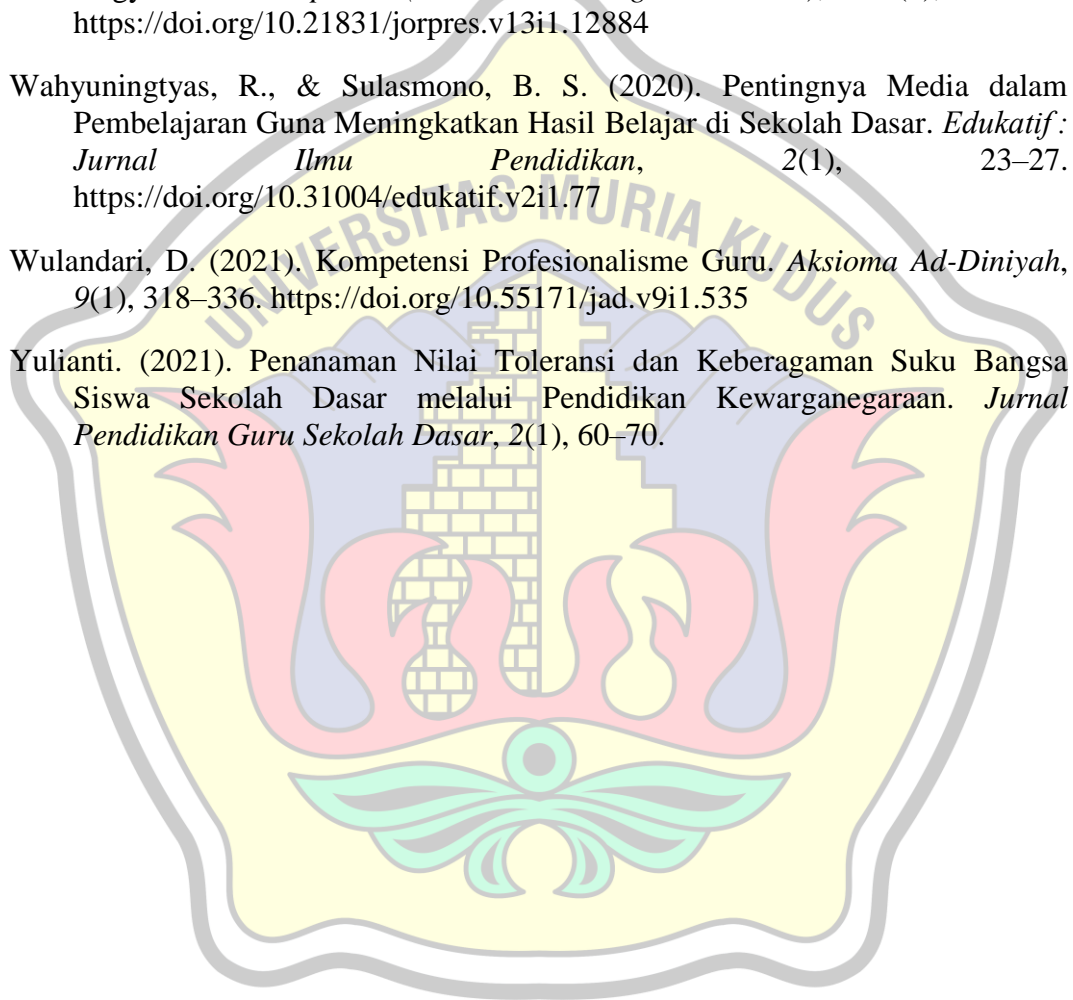 https://doi.org/10.21831/jorpres.v13i1.12884
Wahyuningtyas, R., & Sulasmono, B. S. (2020). Pentingnya Media dalam
Pembelajaran Guna Meningkatkan Hasil Belajar di Sekolah Dasar. Edukatif :
Jurnal Ilmu Pendidikan, 2(1), 23–27.
https://doi.org/10.31004/edukatif.v2i1.77
UNIVERSITAS MURIA KUDUS
Wulandari, D. (2021). Kompetensi Profesionalisme Guru. Aksioma Ad-Diniyah,
9(1), 318–336. https://doi.org/10.55171/jad.v9i1.535
Yulianti. (2021). Penanaman Nilai Toleransi dan Keberagaman Suku Bangsa
Siswa Sekolah Dasar melalui Pendidikan Kewarganegaraan. Jurnal
Pendidikan Guru Sekolah Dasar, 2(1), 60–70.